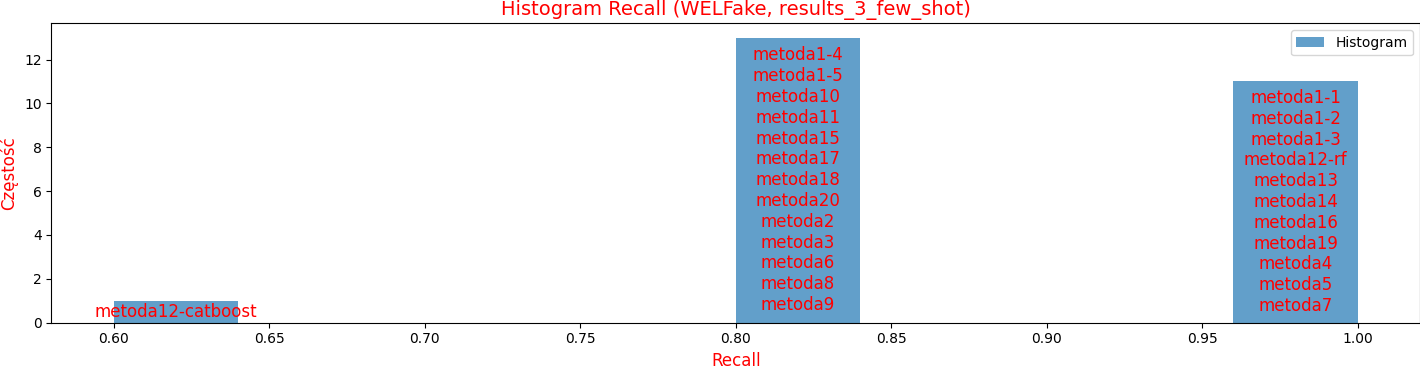 Histogram Recall (WELFake, results_3_few_shot)
Histogram
Częstość
12
10
8
6
4
2
0
metoda12-catboost
metoda1-4
metoda1-5
metoda10
metoda11
metoda15
metoda17
metoda18
metoda20
metoda2
metoda3
metoda6
metoda8
metoda9
metoda1-1
metoda1-2
metoda1-3
metoda12-rf
metoda13
metoda14
metoda16
metoda19
metoda4
metoda5
metoda7
0.60 0.65 0.70 0.75 0.80 0.85 0.90 0.95 1.00
Recall